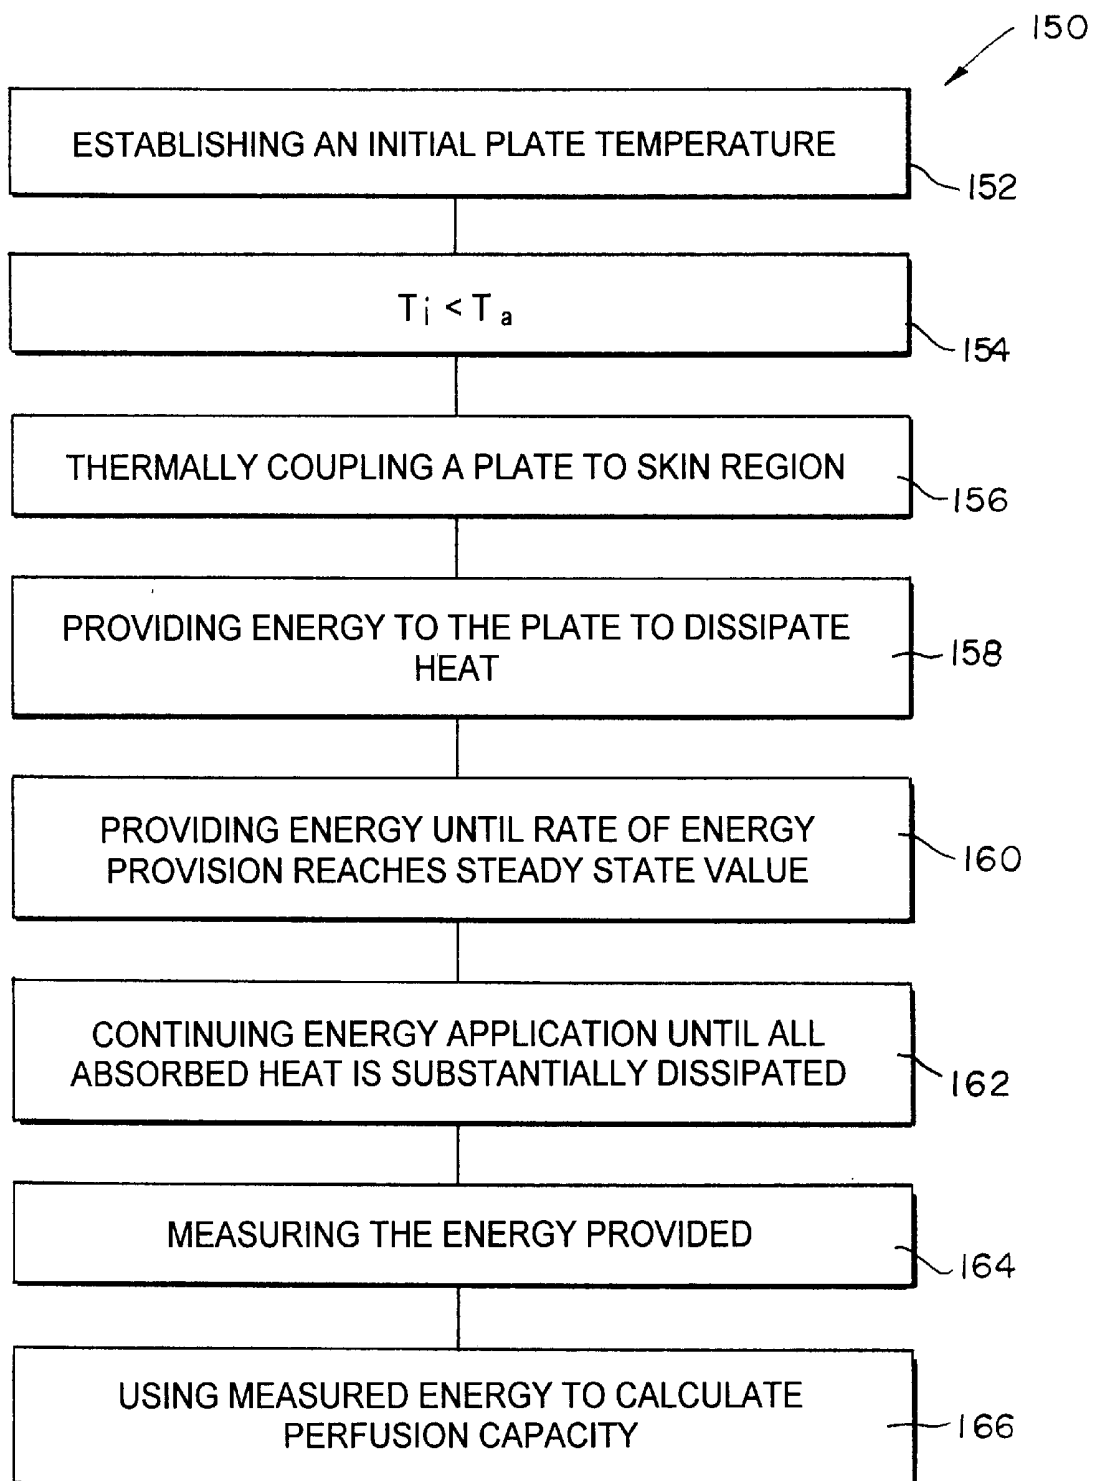 150
ESTABLISHING AN INITIAL PLATE TEMPERATURE
152
Ti < Ta
154
THERMALLY COUPLING A PLATE TO SKIN REGION
156
PROVIDING ENERGY TO THE PLATE TO DISSIPATE
HEAT
158
PROVIDING ENERGY UNTIL RATE OF ENERGY
PROVISION REACHES STEADY STATE VALUE
160
CONTINUING ENERGY APPLICATION UNTIL ALL
ABSORBED HEAT IS SUBSTANTIALLY DISSIPATED
162
MEASURING THE ENERGY PROVIDED
164
USING MEASURED ENERGY TO CALCULATE
PERFUSION CAPACITY
166